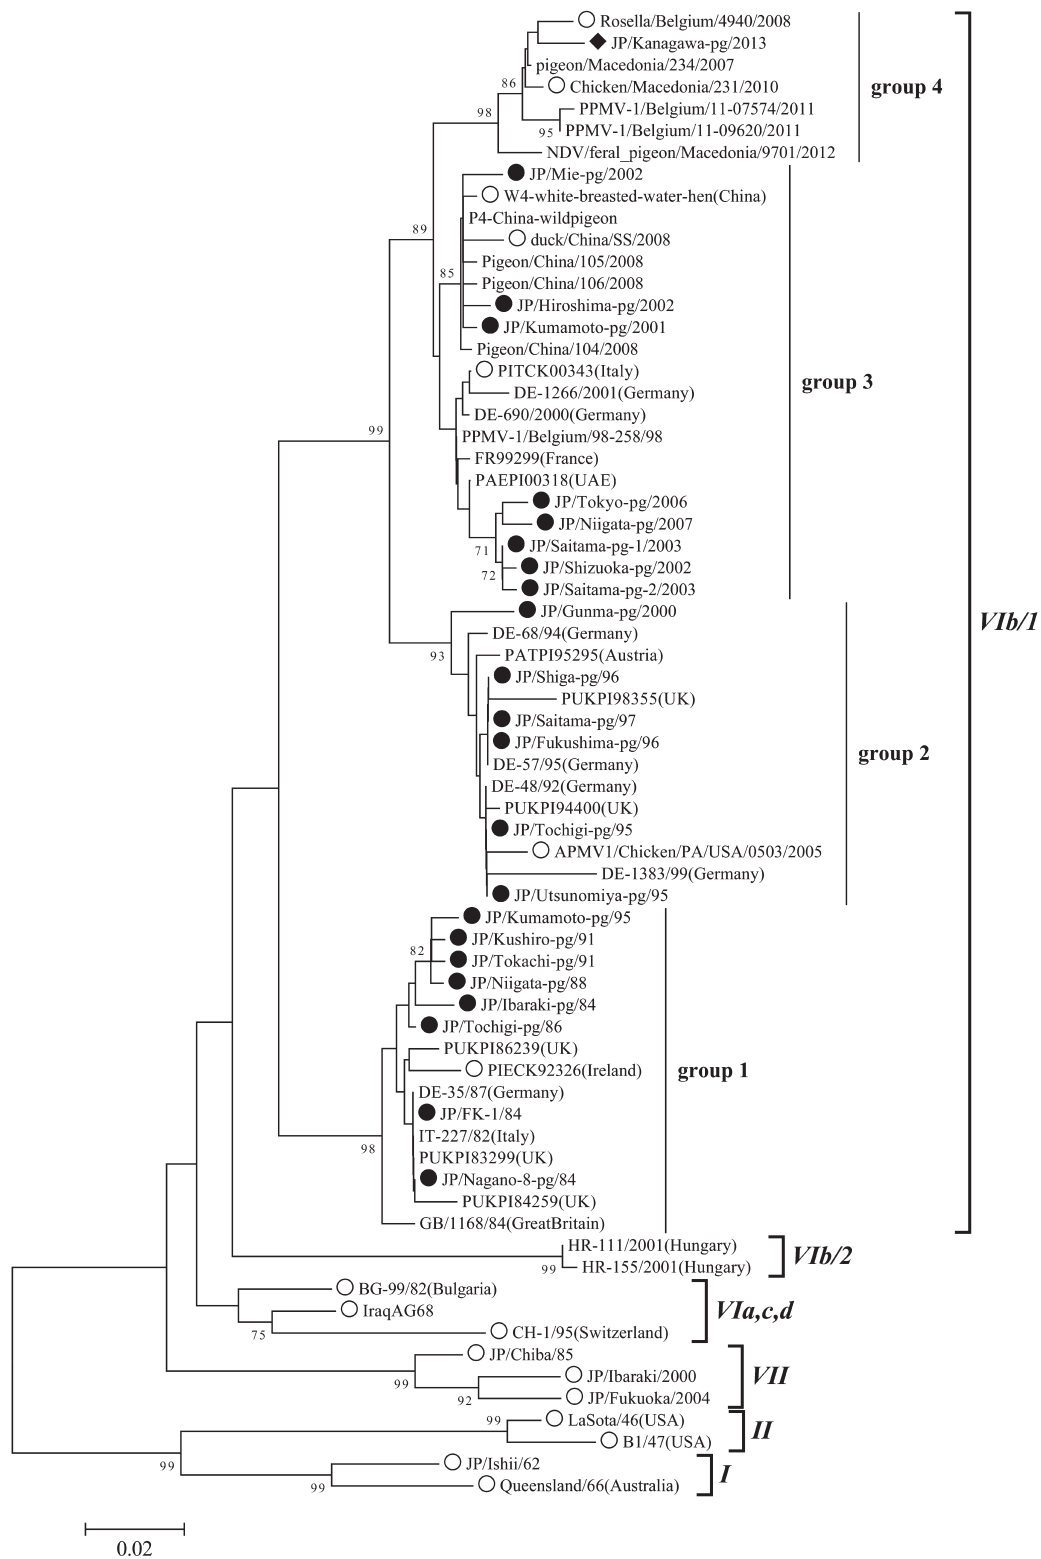 Rosella/Belgium/4940/2008
JP/Kanagawa-pg/2013
pigeon/Macedonia/234/2007
86
Chicken/Macedonia/231/2010
group 4
98
PPMV-1/Belgium/11-07574/2011
95
PPMV-1/Belgium/11-09620/2011
NDV/feral_pigeon/Macedonia/9701/2012
JP/Mie-pg/2002
W4-white-breasted-water-hen(China)
P4-China-wildpigeon
89
duck/China/SS/2008
Pigeon/China/105/2008
85
Pigeon/China/106/2008
JP/Hiroshima-pg/2002
JP/Kumamoto-pg/2001
Pigeon/China/104/2008
PITCK00343(Italy)
group 3
DE-1266/2001(Germany)
DE-690/2000(Germany)
99
PPMV-1/Belgium/98-258/98
FR99299(France)
PAEPI00318(UAE)
JP/Tokyo-pg/2006
JP/Niigata-pg/2007
71
JP/Saitama-pg-1/2003
72
JP/Shizuoka-pg/2002
JP/Saitama-pg-2/2003
JP/Gunma-pg/2000
VIb/1
DE-68/94(Germany)
93
PATPI95295(Austria)
JP/Shiga-pg/96
PUKPI98355(UK)
JP/Saitama-pg/97
JP/Fukushima-pg/96
group 2
DE-57/95(Germany)
DE-48/92(Germany)
PUKPI94400(UK)
JP/Tochigi-pg/95
APMV1/Chicken/PA/USA/0503/2005
DE-1383/99(Germany)
JP/Utsunomiya-pg/95
JP/Kumamoto-pg/95
JP/Kushiro-pg/91
82
JP/Tokachi-pg/91
JP/Niigata-pg/88
JP/Ibaraki-pg/84
JP/Tochigi-pg/86
PUKPI86239(UK)
PIECK92326(Ireland)
group 1
DE-35/87(Germany)
JP/FK-1/84
IT-227/82(Italy)
98
PUKPI83299(UK)
JP/Nagano-8-pg/84
PUKPI84259(UK)
GB/1168/84(GreatBritain)
HR-111/2001(Hungary)
VIb/2
99
HR-155/2001(Hungary)
BG-99/82(Bulgaria)
IraqAG68
VIa,c,d
75
CH-1/95(Switzerland)
JP/Chiba/85
JP/Ibaraki/2000
VII
99
92
JP/Fukuoka/2004
99
LaSota/46(USA)
II
B1/47(USA)
99
JP/Ishii/62
I
99
Queensland/66(Australia)
0.02